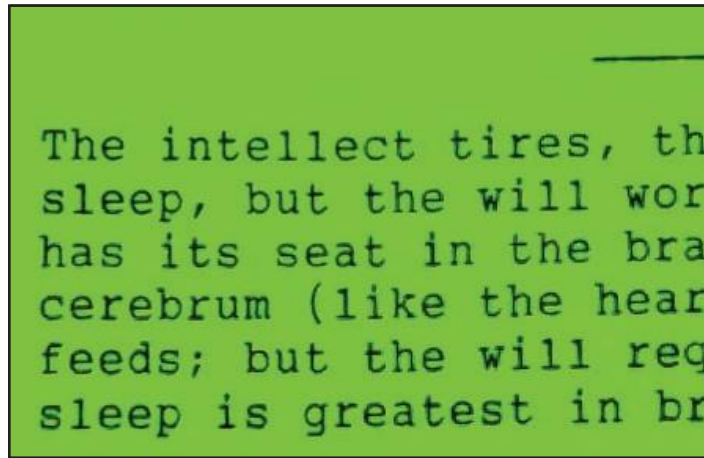 The intellect tires, th
sleep, but the will wor
has its seat in the bra
cerebrum (like the hear
feeds; but the will req
sleep is greatest in br